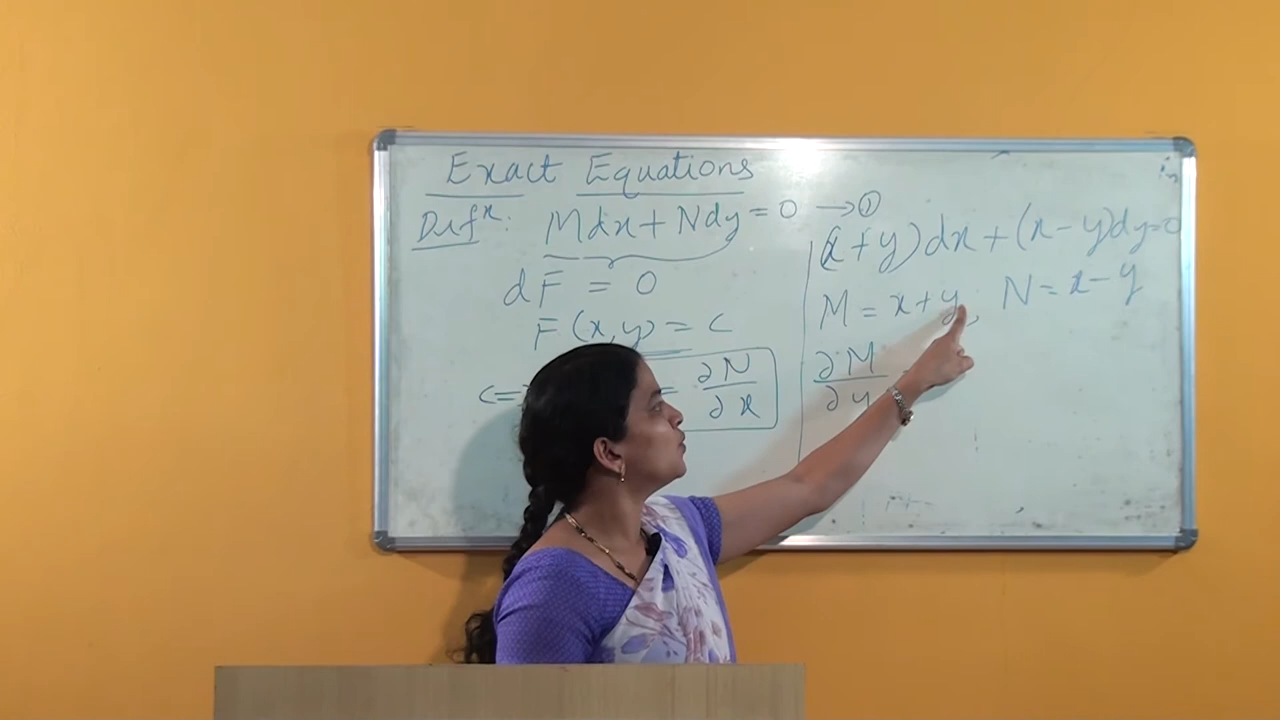 Exact Equations
Defⁿ: Mdx + Ndy = 0 → ①
dF = 0
F(x,y) = c
= ∂N/∂x
(x+y)dx + (x-y)dy=0
M = x+y, N = x-y
∂M/∂y